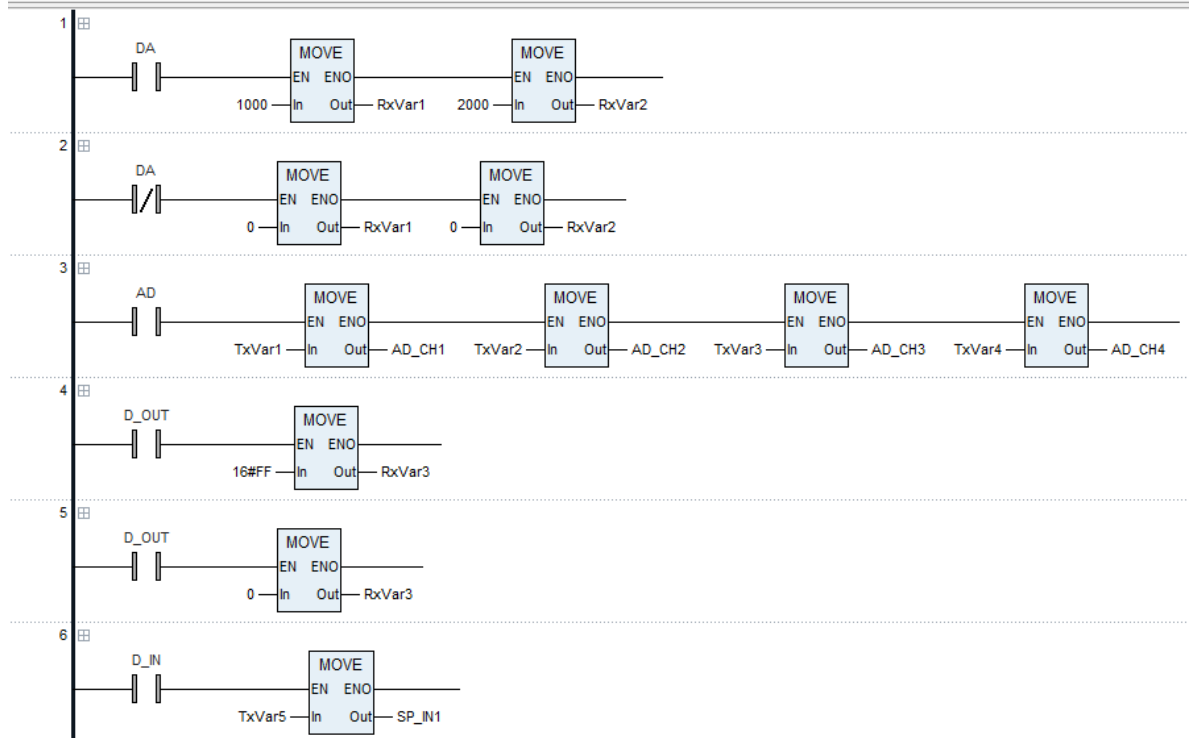 1
DA
MOVE MOVE
EN ENO EN ENO
1000 In Out RxVar1 2000 In Out RxVar2
2
DA
MOVE MOVE
EN ENO EN ENO
0 In Out RxVar1 0 In Out RxVar2
3
AD
MOVE MOVE MOVE MOVE
EN ENO EN ENO EN ENO EN ENO
TxVar1 In Out AD_CH1 TxVar2 In Out AD_CH2 TxVar3 In Out AD_CH3 TxVar4 In Out AD_CH4
4
D_OUT
MOVE
EN ENO
16#FF In Out RxVar3
5
D_OUT
MOVE
EN ENO
0 In Out RxVar3
6
D_IN
MOVE
EN ENO
TxVar5 In Out SP_IN1